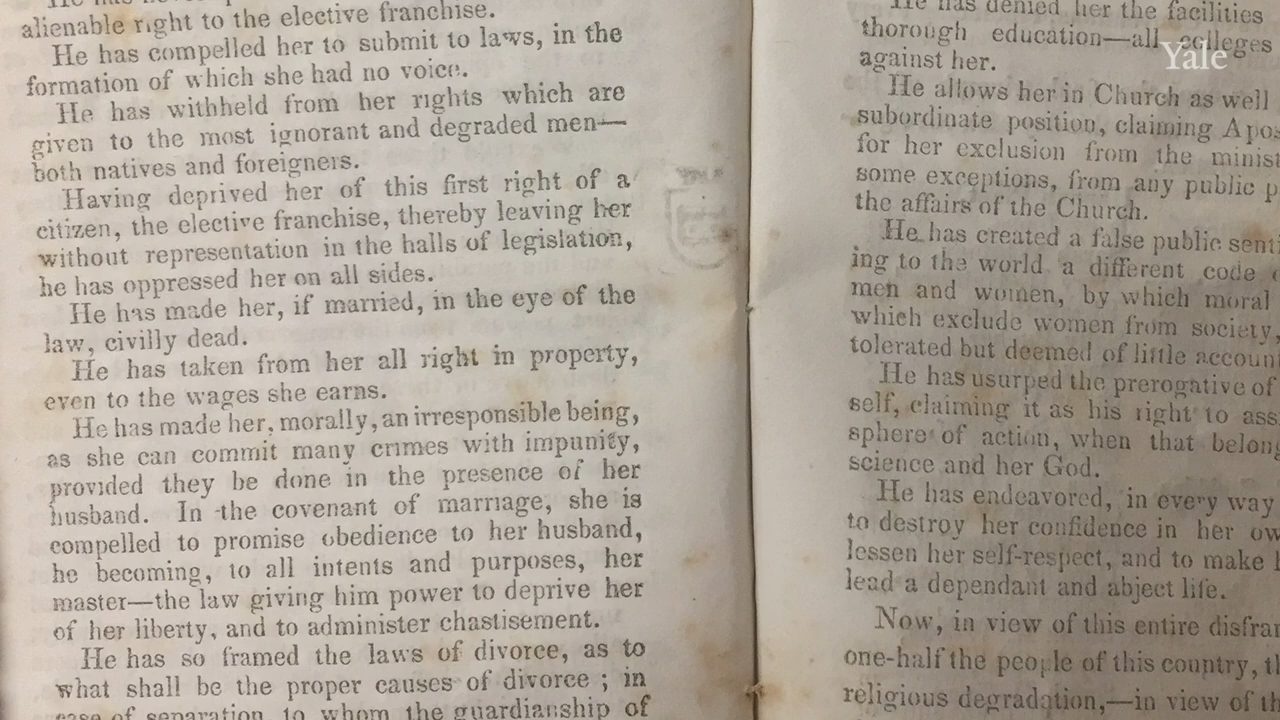 alienable right to the elective franchise.
He has compelled her to submit to laws, in the
formation of which she had no voice.
He has withheld from her rights which are
given to the most ignorant and degraded men—
both natives and foreigners.
Having deprived her of this first right of a
citizen, the elective franchise, thereby leaving her
without representation in the halls of legislation,
he has oppressed her on all sides.
He has made her, if married, in the eye of the
law, civilly dead.
He has taken from her all right in property,
even to the wages she earns.
He has made her, morally, an irresponsible being,
as she can commit many crimes with impunity,
provided they be done in the presence of her
husband. In the covenant of marriage, she is
compelled to promise obedience to her husband,
he becoming, to all intents and purposes, her
master—the law giving him power to deprive her
of her liberty, and to administer chastisement.
He has so framed the laws of divorce, as to
what shall be the proper causes of divorce ; in
case of separation, to whom the guardianship of
He has denied her the facilities
thorough education—all colleges
against her.
He allows her in Church as well
subordinate position, claiming Apos
for her exclusion from the minist
some exceptions, from any public p
the affairs of the Church.
He has created a false public senti
ing to the world a different code
men and women, by which moral
which exclude women from society,
tolerated but deemed of little account
He has usurped the prerogative of
self, claiming it as his right to ass
sphere of action, when that belong
science and her God.
He has endeavored, in every way
to destroy her confidence in her ow
lessen her self-respect, and to make
lead a dependant and abject life.
Now, in view of this entire disfran
one-half the people of this country,
religious degradation,—in view of
Yale